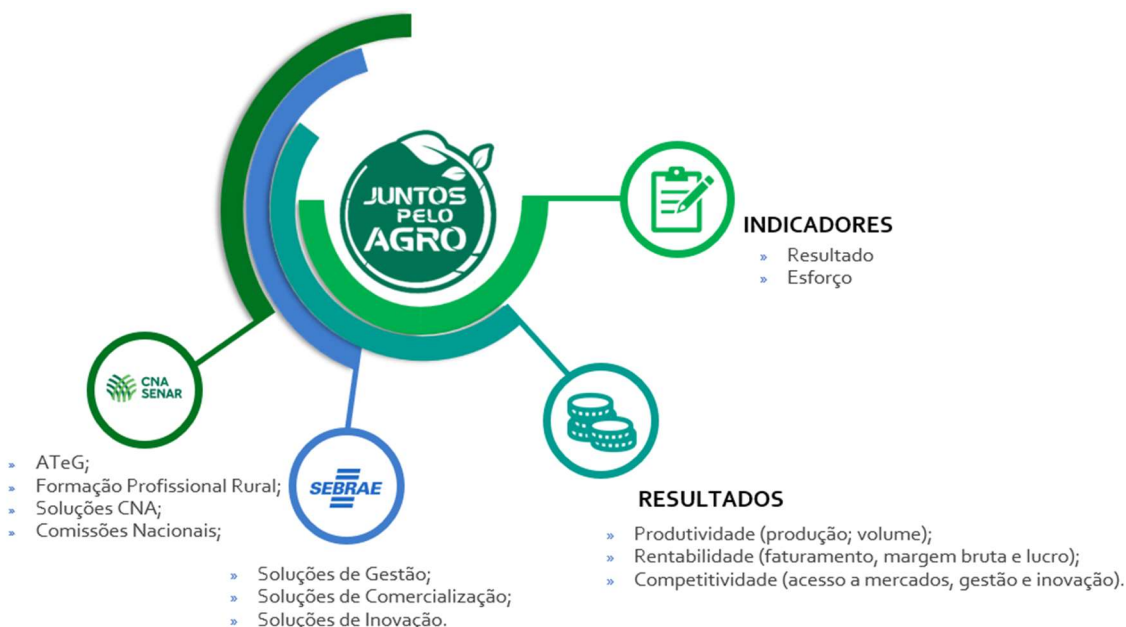 JUNTOS
PELO
AGRO
INDICADORES
» Resultado
» Esforço
CNA
SENAR
» ATeG;
» Formação Profissional Rural;
» Soluções CNA;
» Comissões Nacionais;
SEBRAE
» Soluções de Gestão;
» Soluções de Comercialização;
» Soluções de Inovação.
RESULTADOS
» Produtividade (produção; volume);
» Rentabilidade (faturamento, margem bruta e lucro);
» Competitividade (acesso a mercados, gestão e inovação).